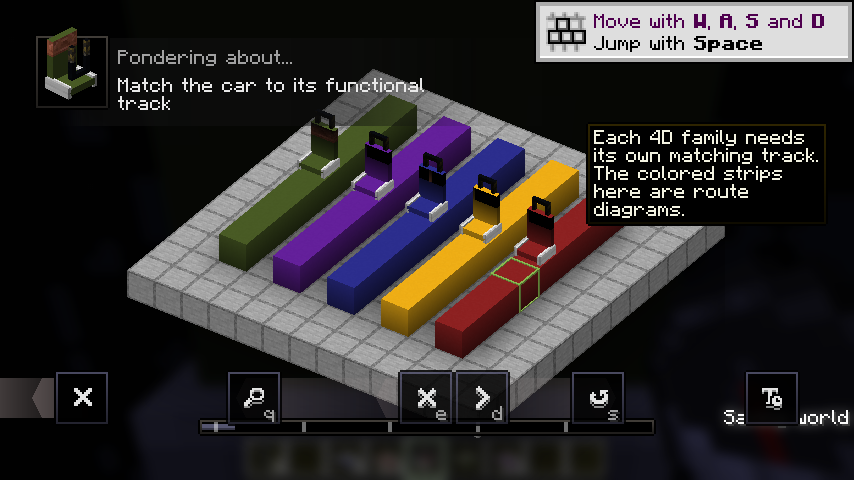 Move with W, A, S and D
Jump with Space
Pondering about...
Match the car to its functional
track
Each 4D family needs
its own matching track.
The colored strips
here are route
diagrams.
q
e
d
s